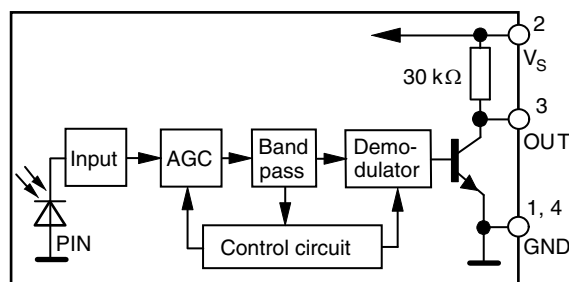 2
V_S
30 kΩ
3
OUT
Input
AGC
Band
pass
Demo-
dulator
1, 4
GND
PIN
Control circuit